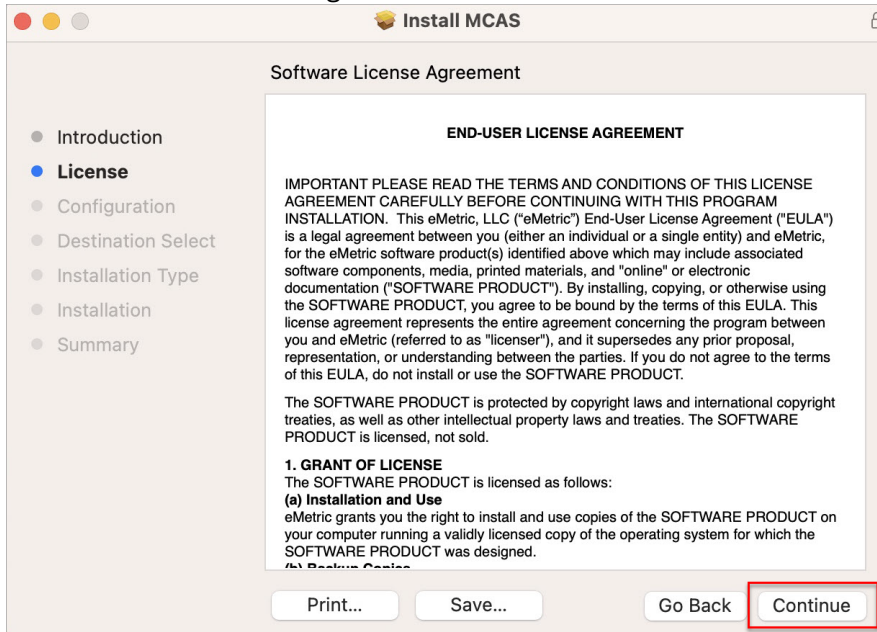 Install MCAS
Software License Agreement
Introduction
License
Configuration
Destination Select
Installation Type
Installation
Summary
END-USER LICENSE AGREEMENT
IMPORTANT PLEASE READ THE TERMS AND CONDITIONS OF THIS LICENSE
AGREEMENT CAREFULLY BEFORE CONTINUING WITH THIS PROGRAM
INSTALLATION. This eMetric, LLC (“eMetric”) End-User License Agreement ("EULA")
is a legal agreement between you (either an individual or a single entity) and eMetric,
for the eMetric software product(s) identified above which may include associated
software components, media, printed materials, and "online" or electronic
documentation ("SOFTWARE PRODUCT"). By installing, copying, or otherwise using
the SOFTWARE PRODUCT, you agree to be bound by the terms of this EULA. This
license agreement represents the entire agreement concerning the program between
you and eMetric (referred to as "licenser"), and it supersedes any prior proposal,
representation, or understanding between the parties. If you do not agree to the terms
of this EULA, do not install or use the SOFTWARE PRODUCT.
The SOFTWARE PRODUCT is protected by copyright laws and international copyright
treaties, as well as other intellectual property laws and treaties. The SOFTWARE
PRODUCT is licensed, not sold.
1. GRANT OF LICENSE
The SOFTWARE PRODUCT is licensed as follows:
(a) Installation and Use
eMetric grants you the right to install and use copies of the SOFTWARE PRODUCT on
your computer running a validly licensed copy of the operating system for which the
SOFTWARE PRODUCT was designed.
(b) Backup Copies
Print...
Save...
Go Back
Continue